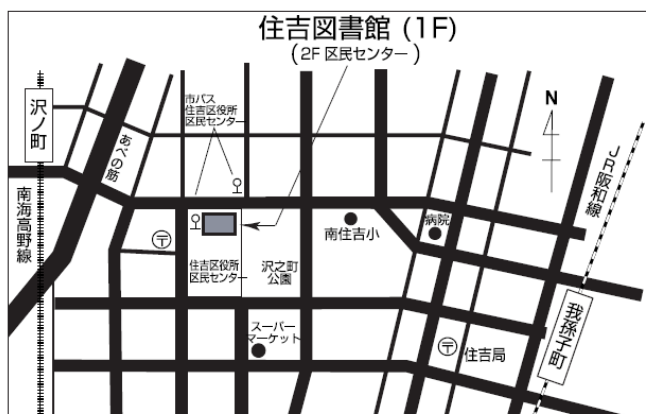 住吉図書館 (1F)
(2F 区民センター)
市バス
住吉区役所
区民センター
N
沢ノ町
あべの筋
JR阪和線
南海高野線
〒
住吉区役所
区民センター
沢之町
公園
南住吉小
病院
我孫子町
スーパー
マーケット
〒
住吉局